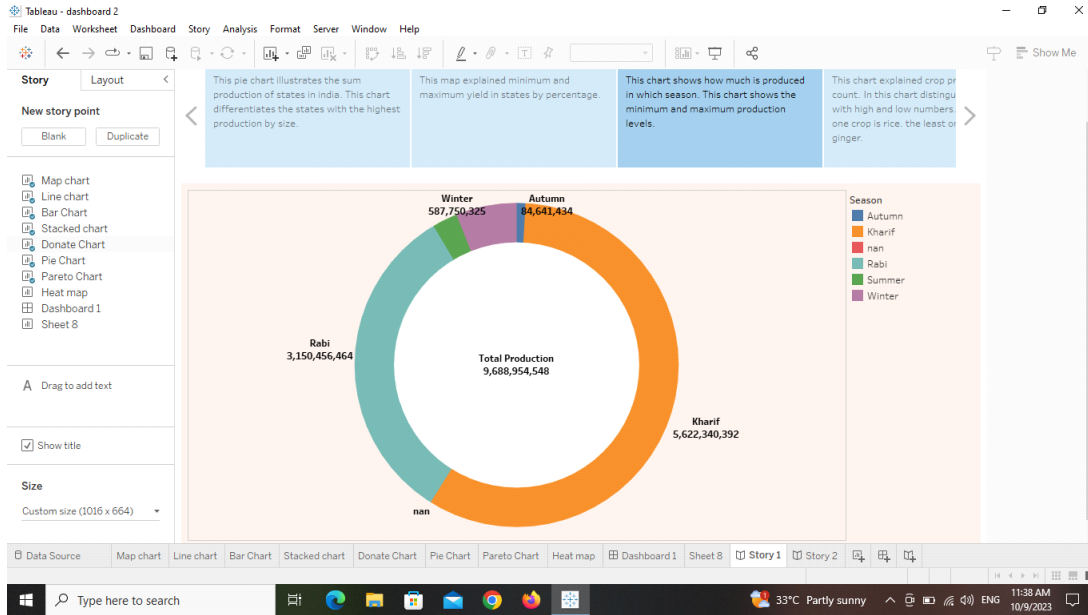 Tableau - dashboard 2
File Data Worksheet Dashboard Story Analysis Format Server Window Help
Show Me
Story Layout
New story point
Blank Duplicate
Map chart
Line chart
Bar Chart
Stacked chart
Donate Chart
Pie Chart
Pareto Chart
Heat map
Dashboard 1
Sheet 8
A Drag to add text
Show title
Size
Custom size (1016 x 664)
This pie chart illustrates the sum
production of states in india. This chart
differentiates the states with the highest
production by size.
This map explained minimum and
maximum yield in states by percentage.
This chart shows how much is produced
in which season. This chart shows the
minimum and maximum production
levels.
This chart explained crop pr
count. In this chart distingu
with high and low numbers.
one crop is rice. the least or
ginger.
Winter
587,750,325
Autumn
84,641,434
Rabi
3,150,456,464
Total Production
9,688,954,548
Kharif
5,622,340,392
nan
Season
Autumn
Kharif
nan
Rabi
Summer
Winter
Data Source Map chart Line chart Bar Chart Stacked chart Donate Chart Pie Chart Pareto Chart Heat map Dashboard 1 Sheet 8 Story 1 Story 2
Type here to search
33°C Partly sunny
ENG
11:38 AM
10/9/2023